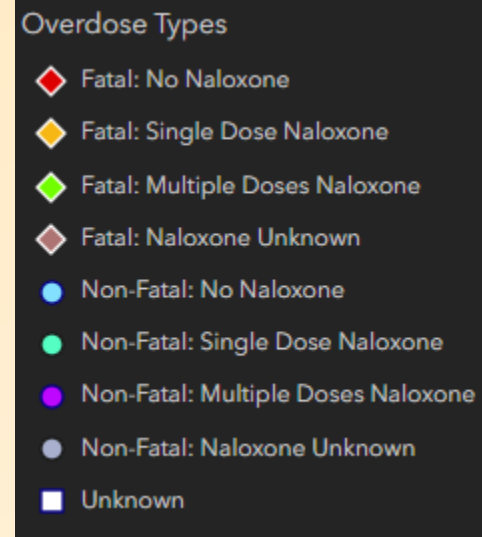 Overdose Types
Fatal: No Naloxone
Fatal: Single Dose Naloxone
Fatal: Multiple Doses Naloxone
Fatal: Naloxone Unknown
Non-Fatal: No Naloxone
Non-Fatal: Single Dose Naloxone
Non-Fatal: Multiple Doses Naloxone
Non-Fatal: Naloxone Unknown
Unknown